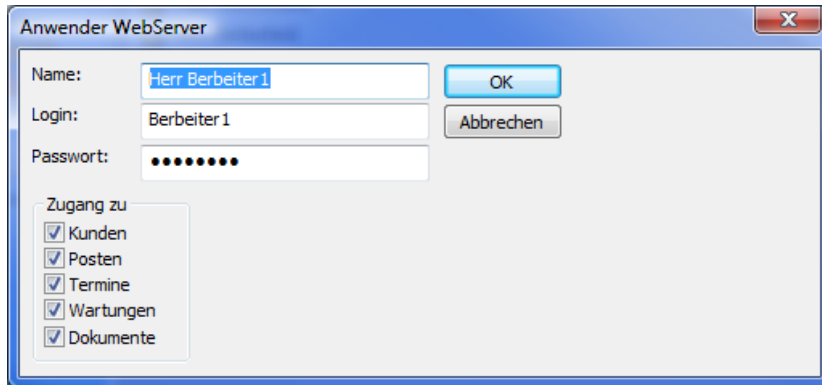 Anwender WebServer
Name:
Herr Berbeiter1
OK
Login:
Berbeiter1
Abbrechen
Passwort:
●●●●●●●●
Zugang zu
Kunden
Posten
Termine
Wartungen
Dokumente